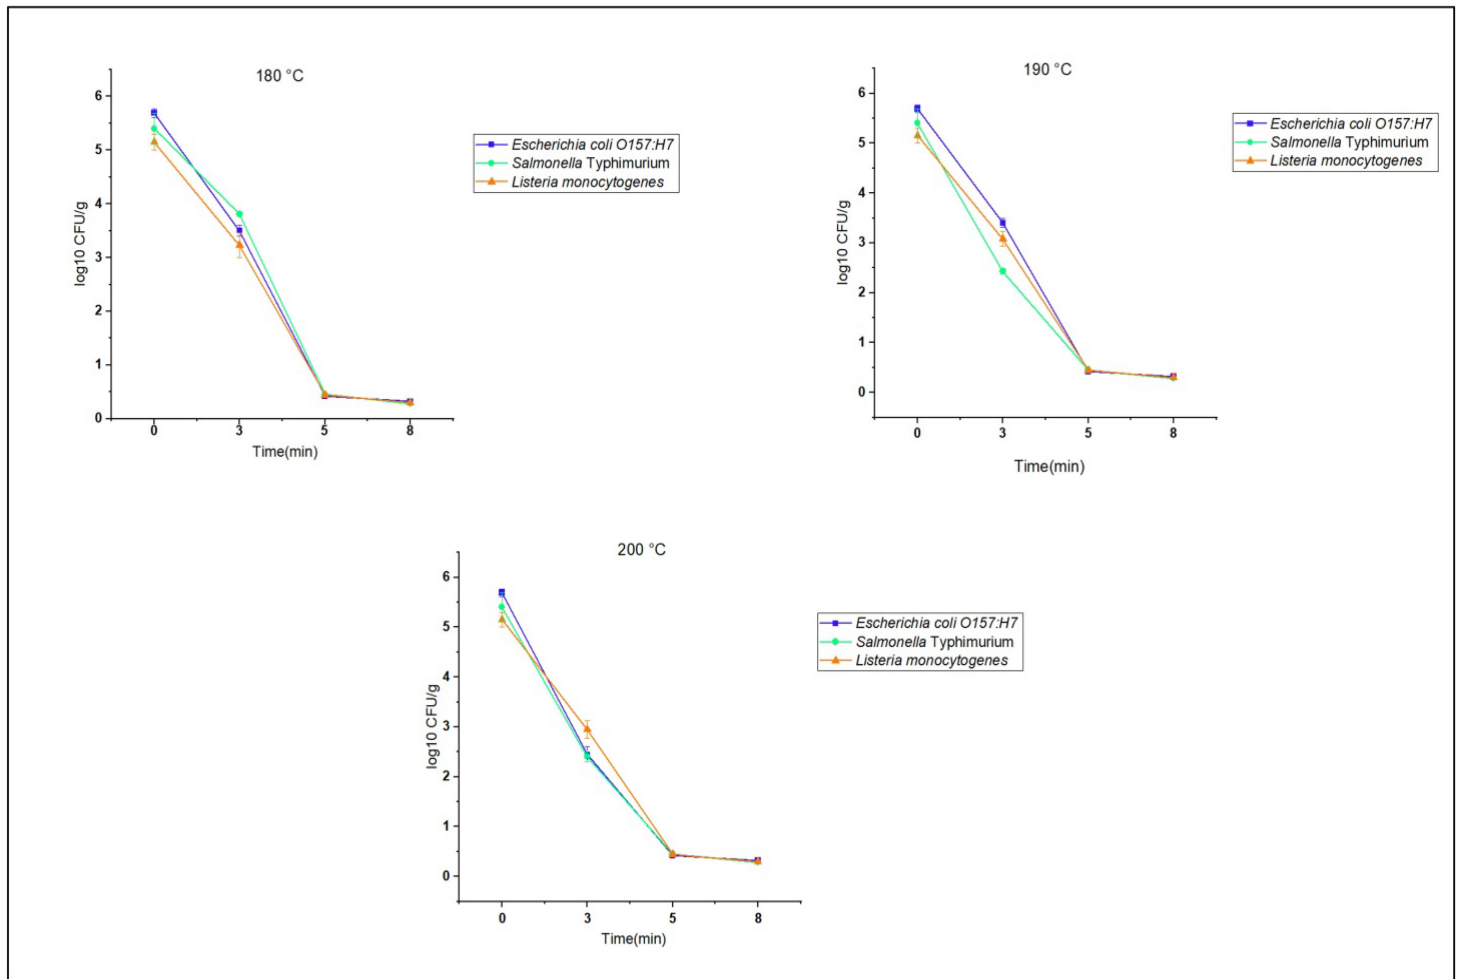 180 °C
6
5
4
3
2
1
0
log10 CFU/g
0 3 5 8
Time(min)
Escherichia coli O157:H7
Salmonella Typhimurium
Listeria monocytogenes
190 °C
6
5
4
3
2
1
0
log10 CFU/g
0 3 5 8
Time(min)
Escherichia coli O157:H7
Salmonella Typhimurium
Listeria monocytogenes
200 °C
6
5
4
3
2
1
0
log10 CFU/g
0 3 5 8
Time(min)
Escherichia coli O157:H7
Salmonella Typhimurium
Listeria monocytogenes